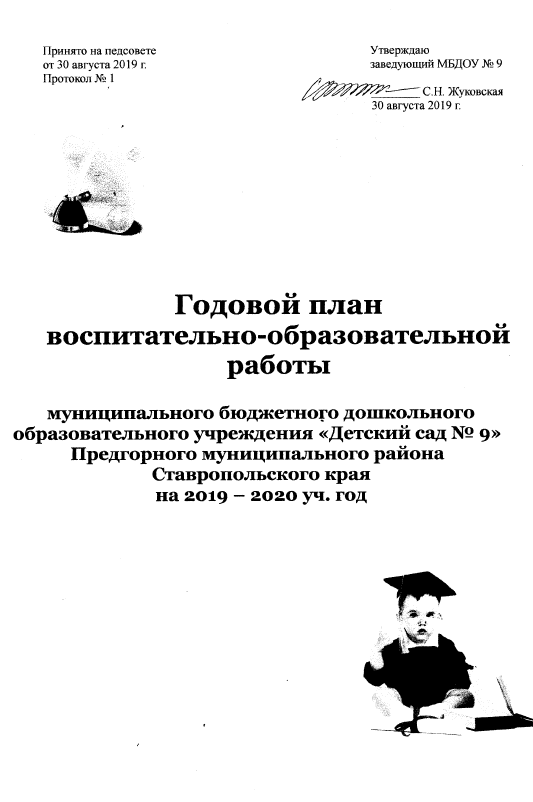 Принято на педсовете
от 30 августа 2019 г.
Протокол № 1
Утверждаю
заведующий МБДОУ № 9
С.Н. Жуковская
30 августа 2019 г.
Годовой план
воспитательно-образовательной
работы
муниципального бюджетного дошкольного
образовательного учреждения «Детский сад № 9»
Предгорного муниципального района
Ставропольского края
на 2019 – 2020 уч. год